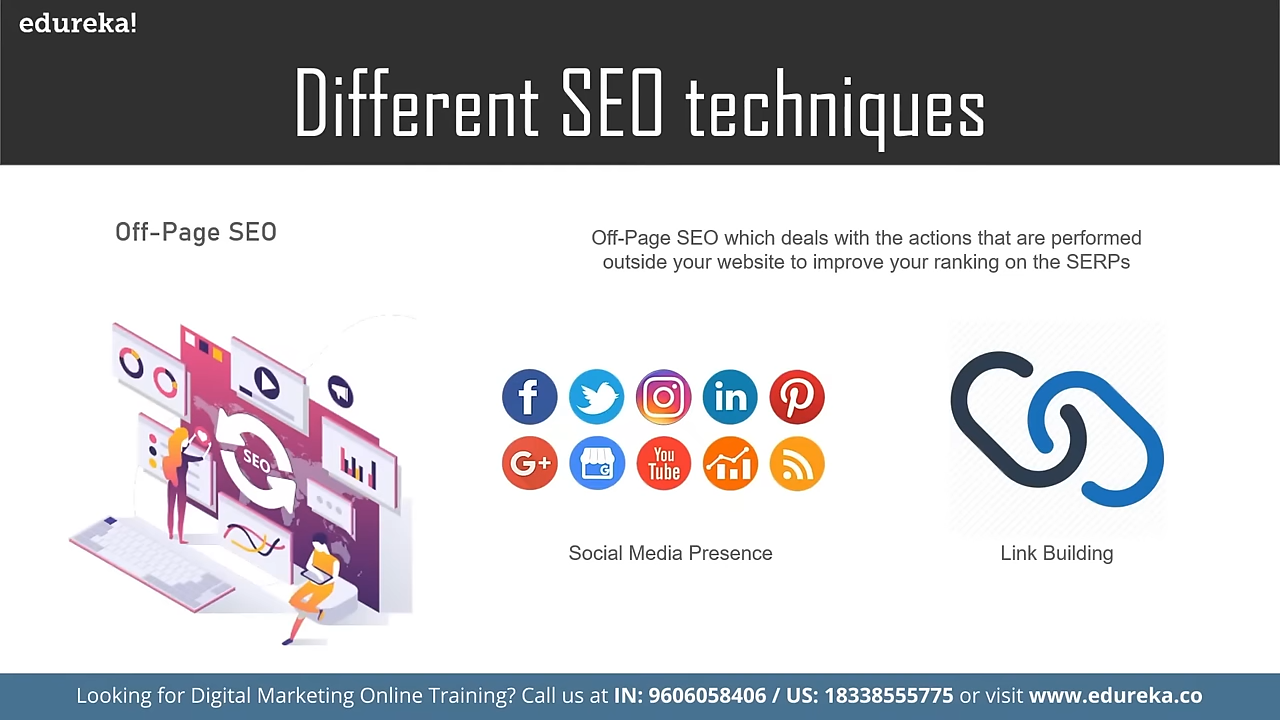 edureka!
Different SEO techniques
Off-Page SEO
Off-Page SEO which deals with the actions that are performed
outside your website to improve your ranking on the SERPs
SEO
f
in
G+
G
You
Tube
Social Media Presence
Link Building
Looking for Digital Marketing Online Training? Call us at IN: 9606058406 / US: 18338555775 or visit www.edureka.co